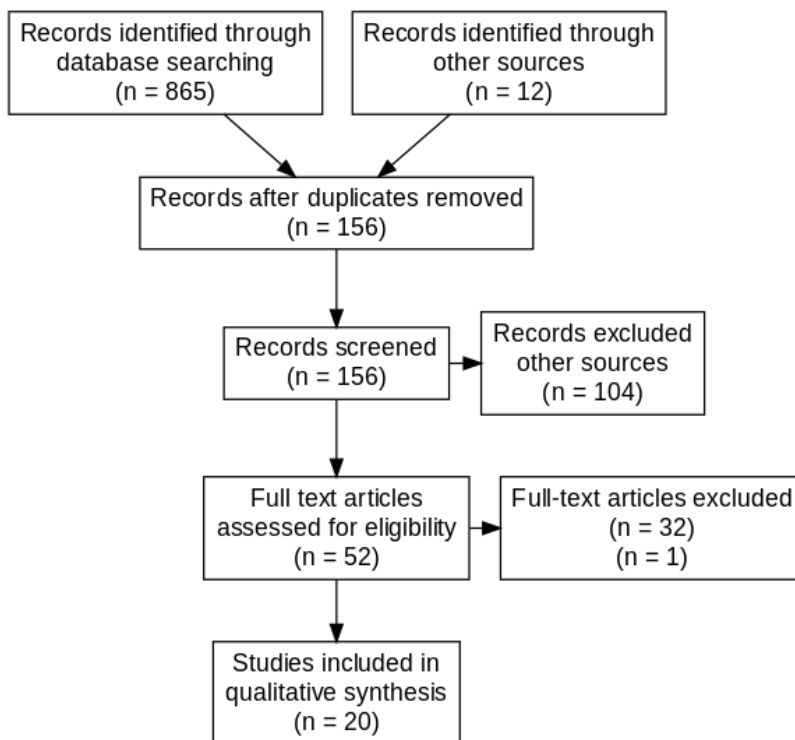 Records identified through
database searching
(n = 865)
Records identified through
other sources
(n = 12)
Records after duplicates removed
(n = 156)
Records screened
(n = 156)
Records excluded
other sources
(n = 104)
Full text articles
assessed for eligibility
(n = 52)
Full-text articles excluded
(n = 32)
(n = 1)
Studies included in
qualitative synthesis
(n = 20)